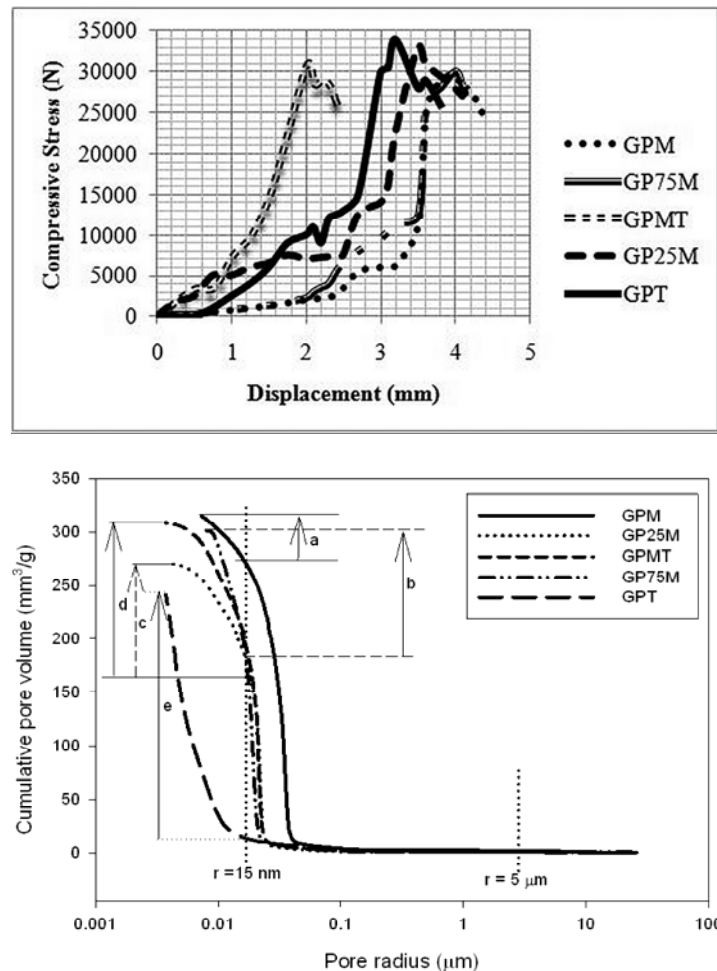 35000
30000
25000
20000
15000
10000
5000
0
Compressive Stress (N)
0 1 2 3 4 5
Displacement (mm)
GPM
GP75M
GPMT
GP25M
GPT
350
300
250
200
150
100
50
0
Cumulative pore volume (mm³/g)
a
b
d
c
e
GPM
GP25M
GPMT
GP75M
GPT
r =15 nm
r = 5 μm
0.001 0.01 0.1 1 10 100
Pore radius (μm)